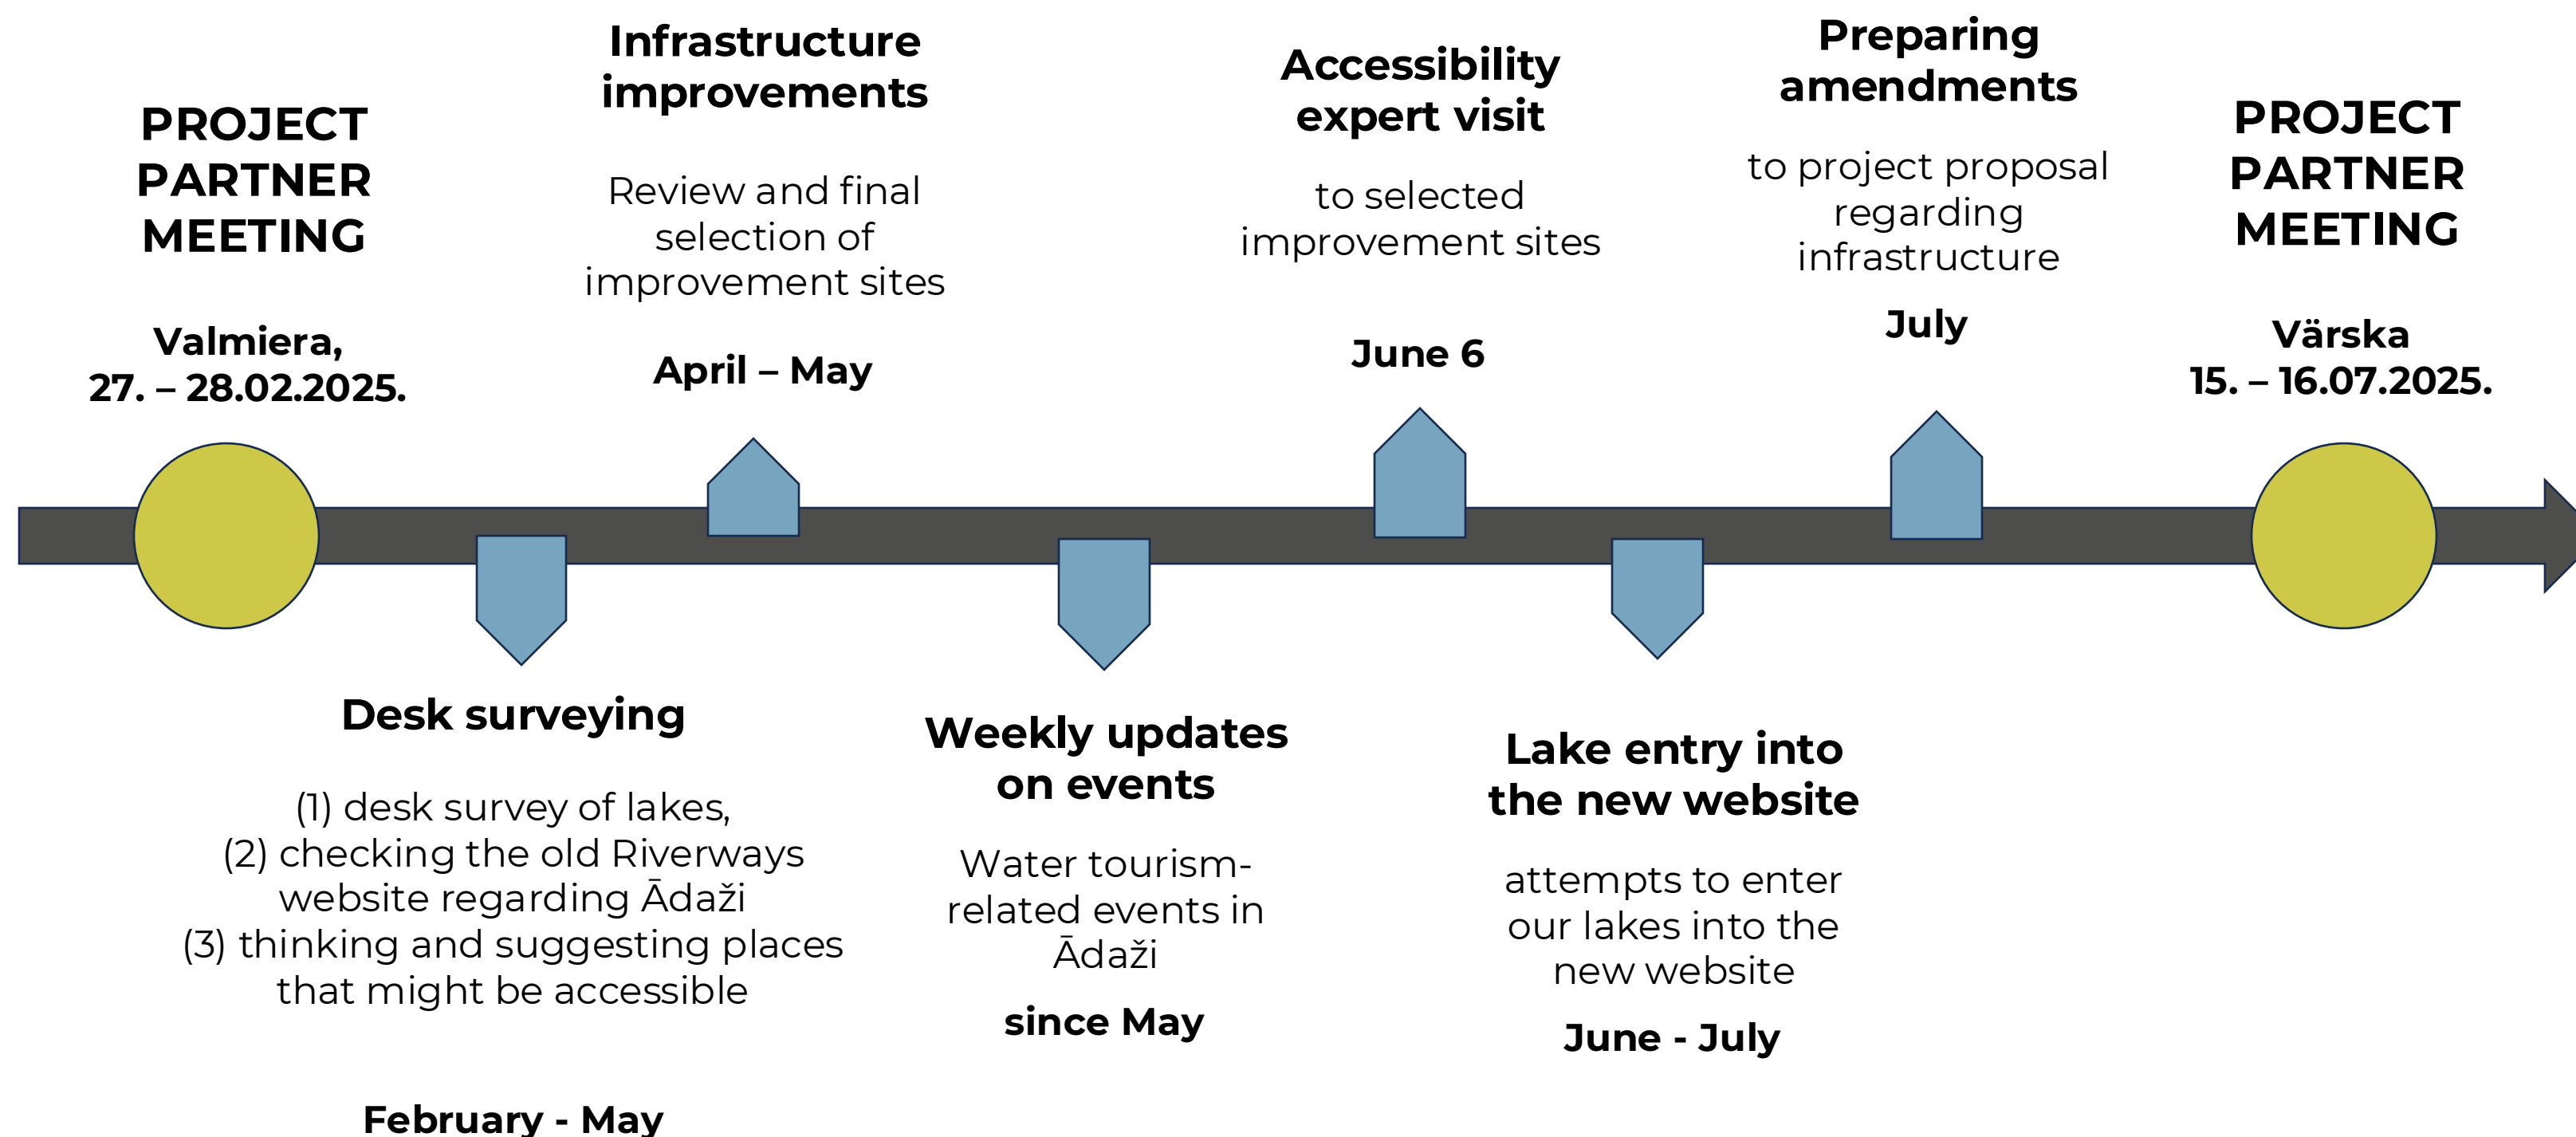 PROJECT
PARTNER
MEETING
Valmiera,
27. – 28.02.2025.
Infrastructure
improvements
Review and final
selection of
improvement sites
April – May
Accessibility
expert visit
to selected
improvement sites
June 6
Preparing
amendments
to project proposal
regarding
infrastructure
July
PROJECT
PARTNER
MEETING
Värska
15. – 16.07.2025.
Desk surveying
(1) desk survey of lakes,
(2) checking the old Riverways
website regarding Ādaži
(3) thinking and suggesting places
that might be accessible
February - May
Weekly updates
on events
Water tourism-
related events in
Ādaži
since May
Lake entry into
the new website
attempts to enter
our lakes into the
new website
June - July